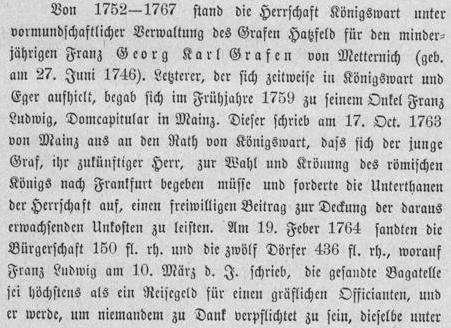 Von 1752—1767 stand die Herrschaft Königswart unter
vormundschaftlicher Verwaltung des Grafen Hatzfeld für den minder-
jährigen Franz Georg Karl Grafen von Metternich (geb.
am 27. Juni 1746). Letzterer, der sich zeitweise in Königswart und
Eger aufhielt, begab sich im Frühjahre 1759 zu seinem Onkel Franz
Ludwig, Domcapitular in Mainz. Dieser schrieb am 17. Oct. 1763
von Mainz aus an den Rath von Königswart, dass sich der junge
Graf, ihr zukünftiger Herr, zur Wahl und Krönung des römischen
Königs nach Frankfurt begeben müsse und forderte die Unterthanen
der Herrschaft auf, einen freiwilligen Beitrag zur Deckung der daraus
erwachsenden Unkosten zu leisten. Am 19. Feber 1764 sandten die
Bürgerschaft 150 fl. rh. und die zwölf Dörfer 436 fl. rh., worauf
Franz Ludwig am 10. März d. J. schrieb, die gesandte Bagatelle
sei höchstens als ein Reisegeld für einen gräflichen Officianten, und
er werde, um niemandem zu Dank verpflichtet zu sein, dieselbe unter